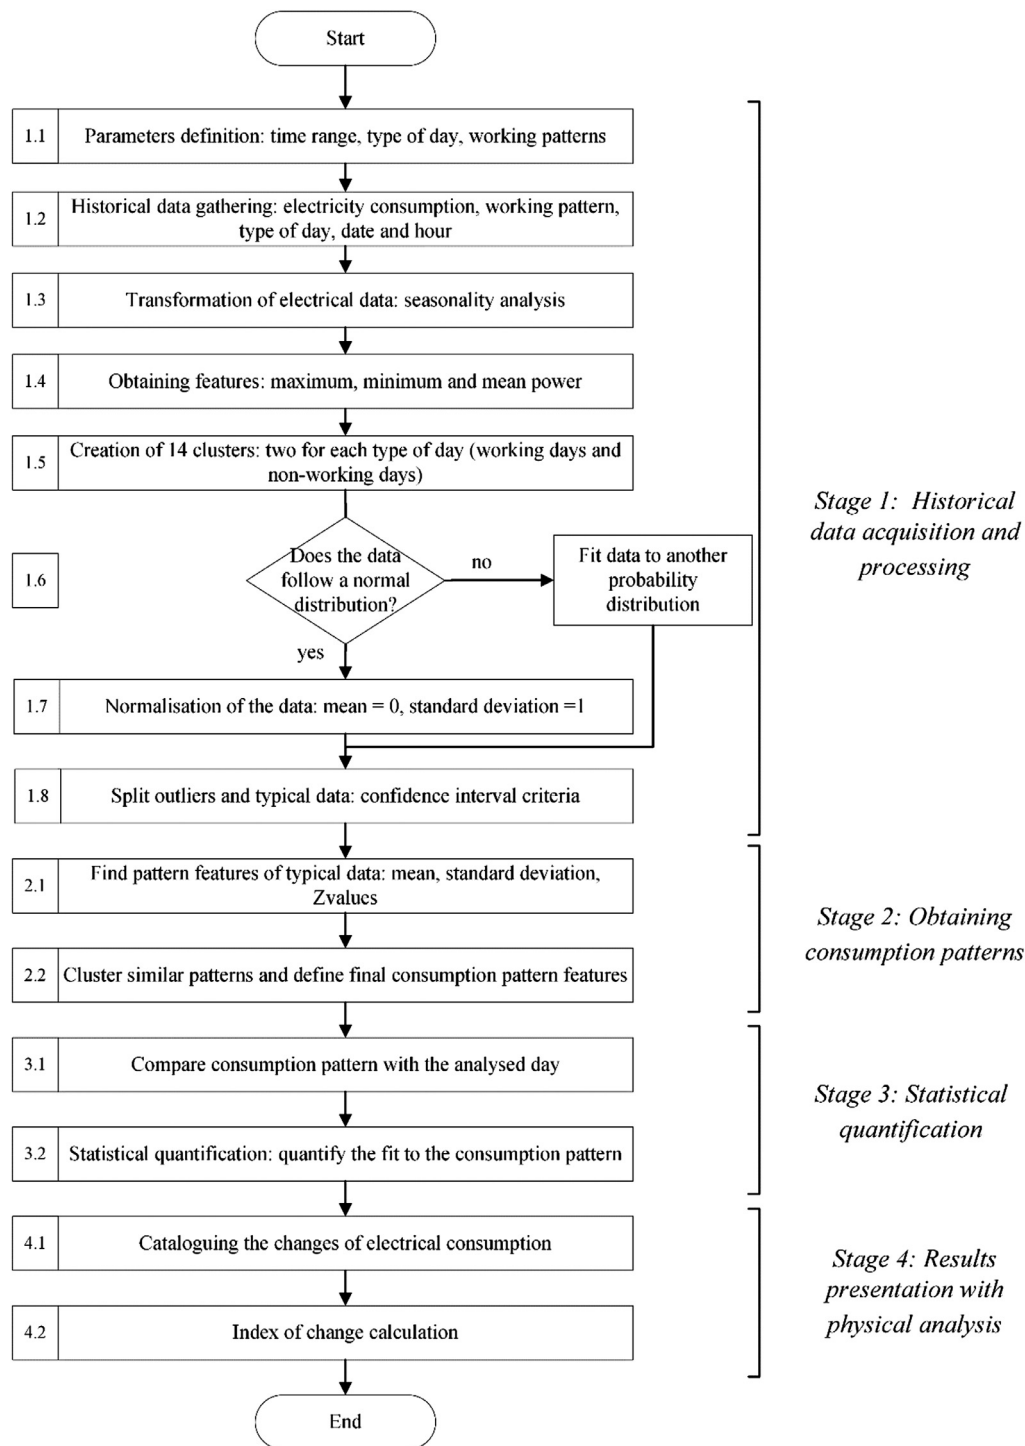 Start
1.1
Parameters definition: time range, type of day, working patterns
1.2
Historical data gathering: electricity consumption, working pattern,
type of day, date and hour
1.3
Transformation of electrical data: seasonality analysis
1.4
Obtaining features: maximum, minimum and mean power
1.5
Creation of 14 clusters: two for each type of day (working days and
non-working days)
1.6
Does the data
follow a normal
distribution?
no
Fit data to another
probability
distribution
yes
1.7
Normalisation of the data: mean = 0, standard deviation =1
1.8
Split outliers and typical data: confidence interval criteria
Stage 1: Historical
data acquisition and
processing
2.1
Find pattern features of typical data: mean, standard deviation,
Zvalues
2.2
Cluster similar patterns and define final consumption pattern features
Stage 2: Obtaining
consumption patterns
3.1
Compare consumption pattern with the analysed day
3.2
Statistical quantification: quantify the fit to the consumption pattern
Stage 3: Statistical
quantification
4.1
Cataloguing the changes of electrical consumption
4.2
Index of change calculation
Stage 4: Results
presentation with
physical analysis
End